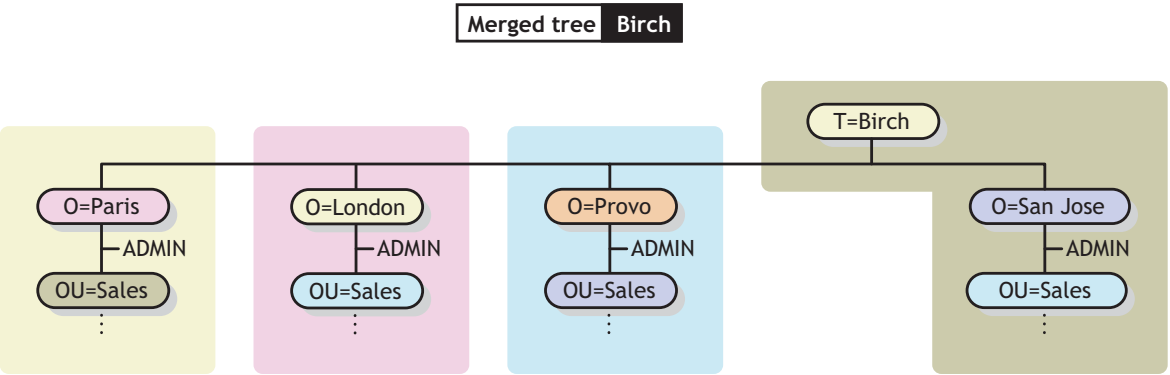 Merged tree Birch
T=Birch
O=Paris O=London O=Provo O=San Jose
ADMIN ADMIN ADMIN ADMIN
OU=Sales OU=Sales OU=Sales OU=Sales